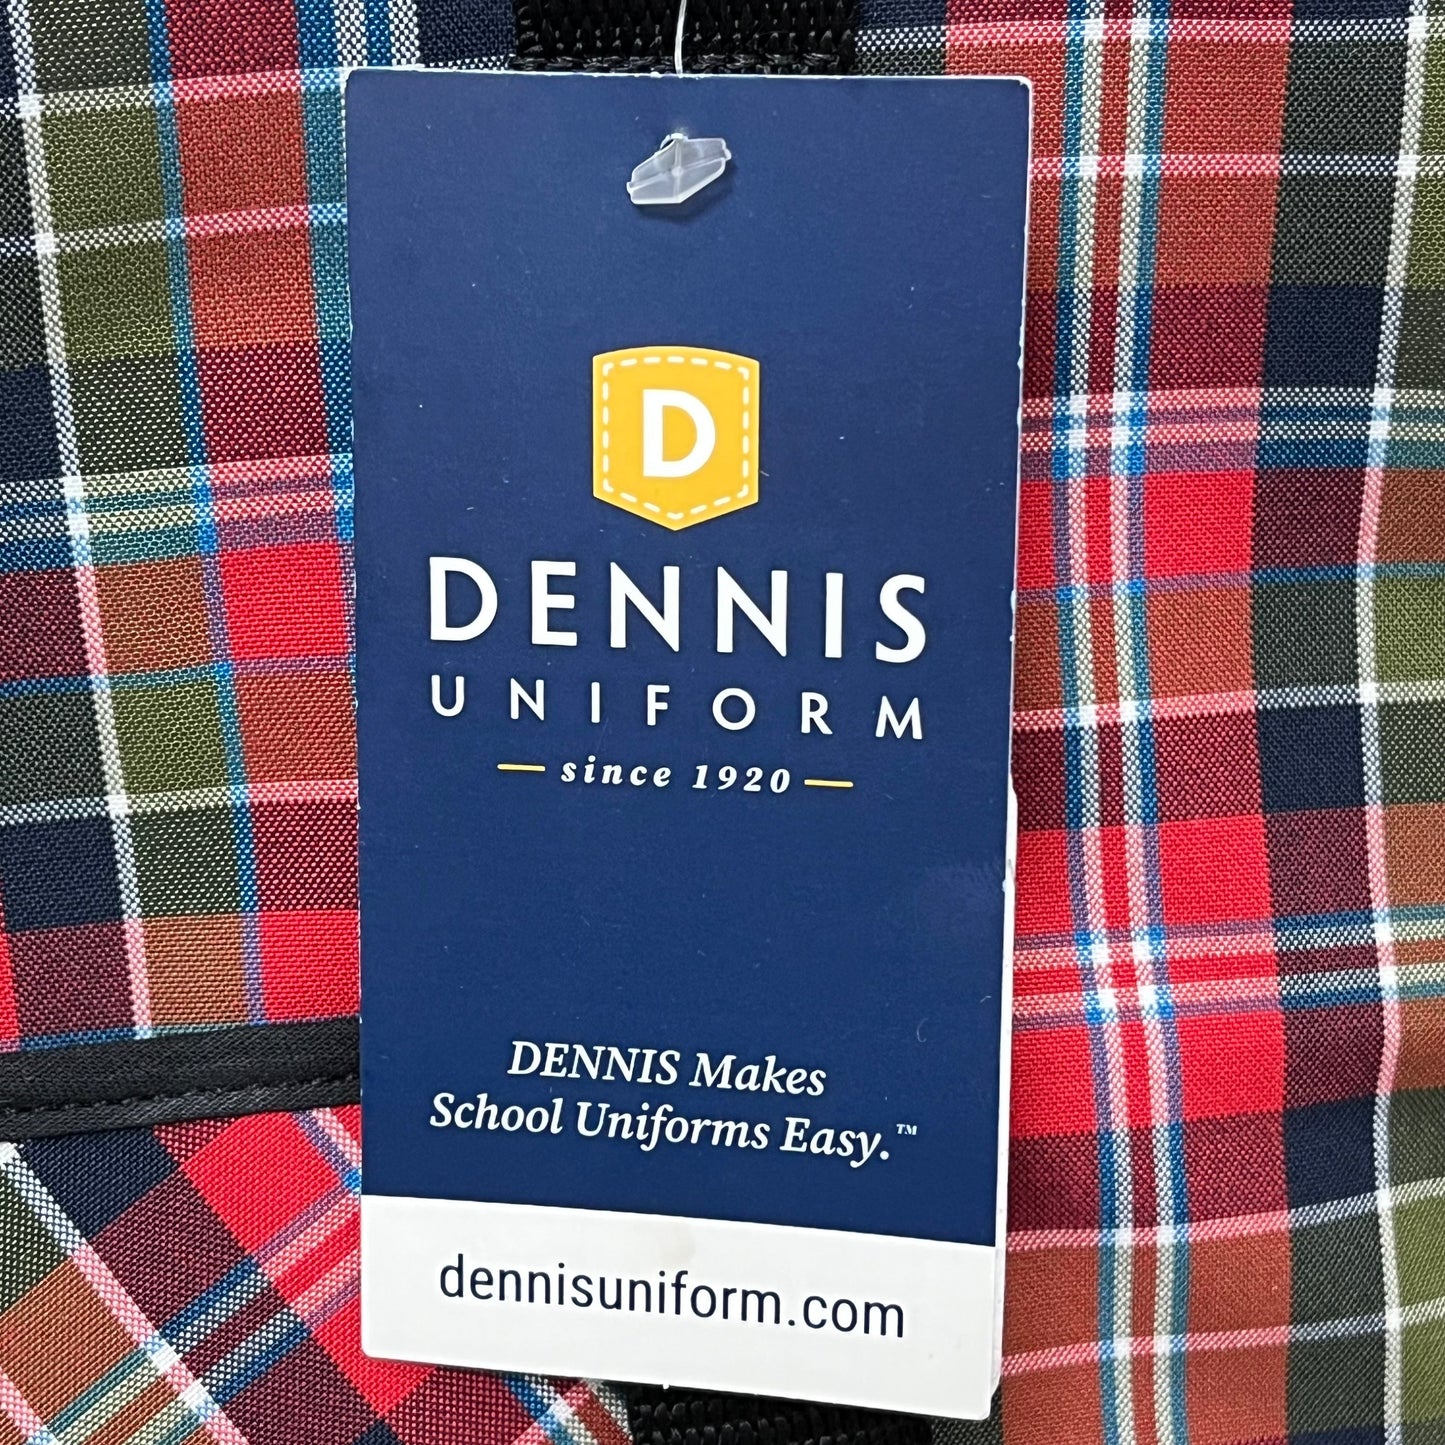 D
DENNIS
UNIFORM
since 1920
DENNIS Makes
School Uniforms Easy.™
dennisuniform.com